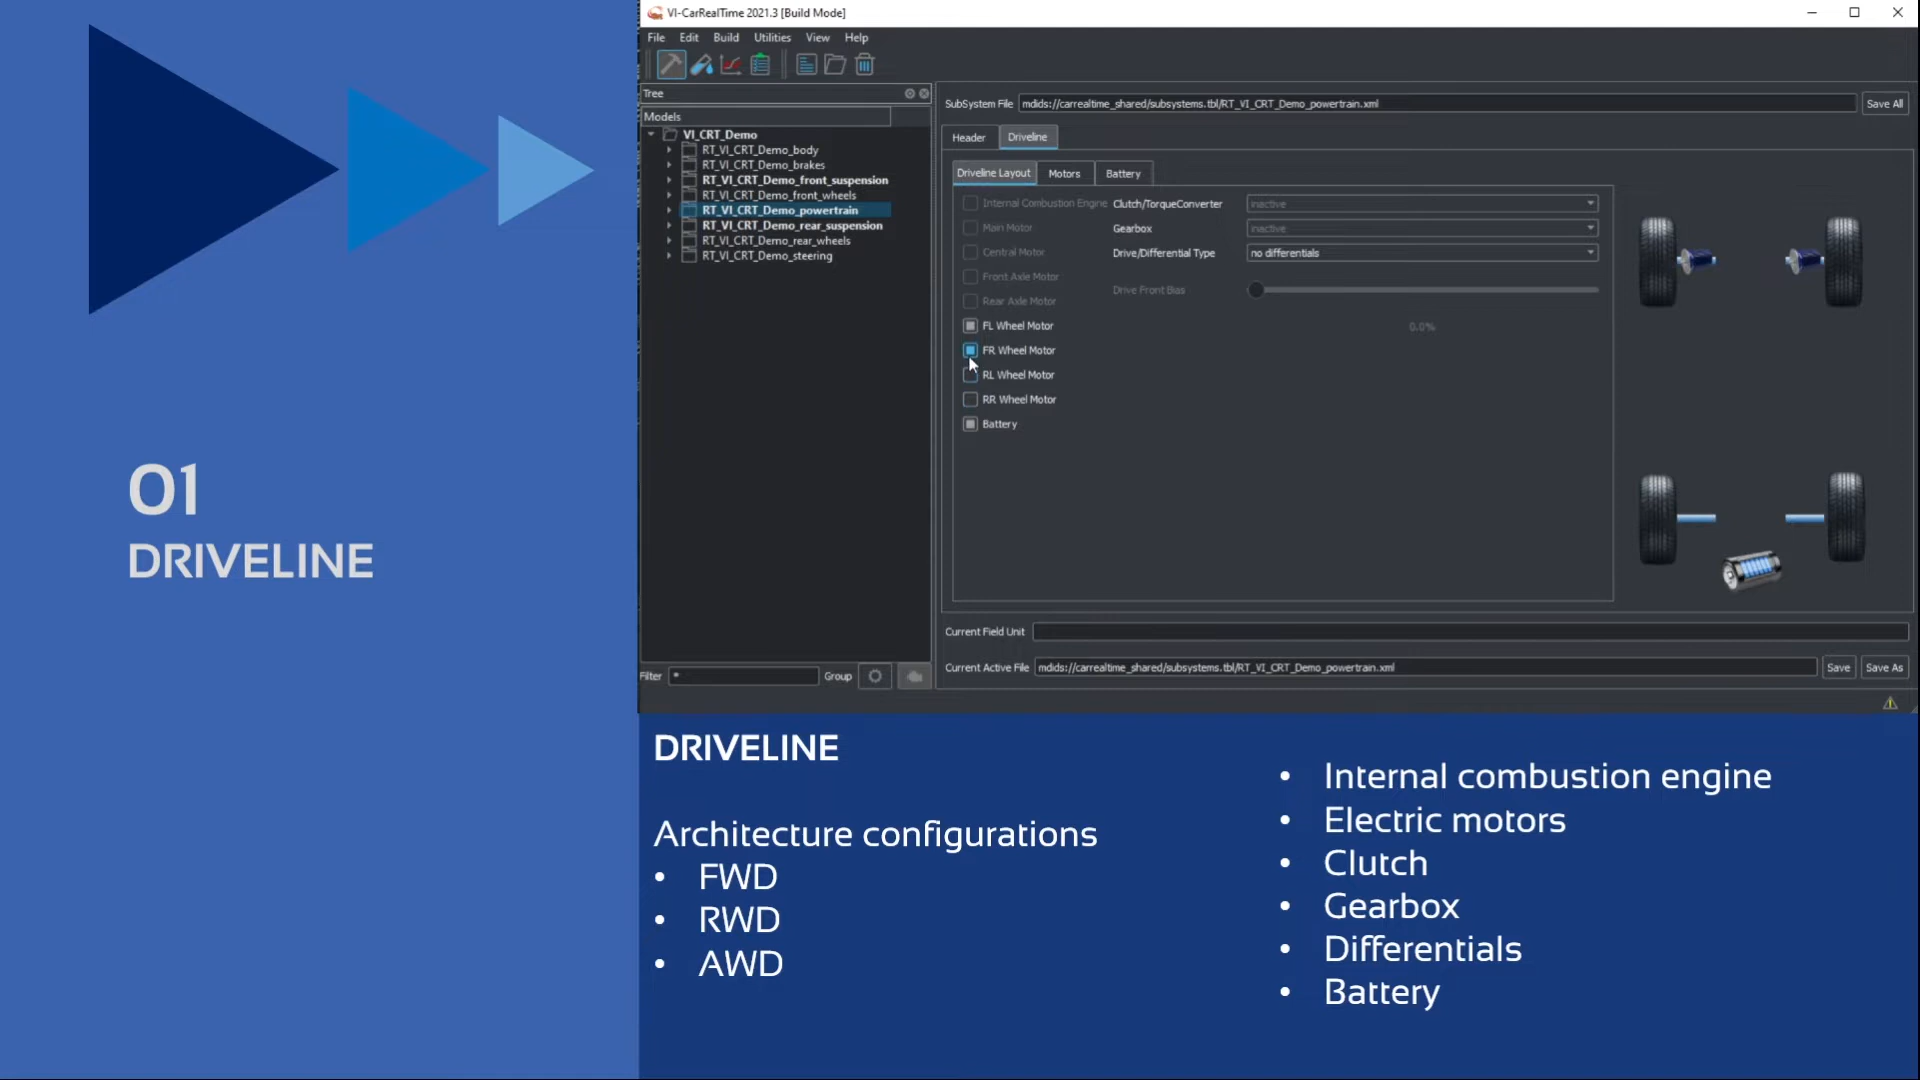 01
DRIVELINE
VI-CarRealTime 2021.3 [Build Mode]
File Edit Build Utilities View Help
Tree
Models
VI_CRT_Demo
RT_VI_CRT_Demo_body
RT_VI_CRT_Demo_brakes
RT_VI_CRT_Demo_front_suspension
RT_VI_CRT_Demo_front_wheels
RT_VI_CRT_Demo_powertrain
RT_VI_CRT_Demo_rear_suspension
RT_VI_CRT_Demo_rear_wheels
RT_VI_CRT_Demo_steering
Filter *
Group
SubSystem File mdids://carrealtime_shared/subsystems.tbl/RT_VI_CRT_Demo_powertrain.xml Save All
Header Driveline
Driveline Layout Motors Battery
Internal Combustion Engine Clutch/TorqueConverter inactive
Main Motor Gearbox inactive
Central Motor Drive/Differential Type no differentials
Front Axle Motor Drive Front Bias
Rear Axle Motor
FL Wheel Motor 0.0%
FR Wheel Motor
RL Wheel Motor
RR Wheel Motor
Battery
Current Field Unit
Current Active File mdids://carrealtime_shared/subsystems.tbl/RT_VI_CRT_Demo_powertrain.xml Save Save As
DRIVELINE
Architecture configurations
• FWD
• RWD
• AWD
• Internal combustion engine
• Electric motors
• Clutch
• Gearbox
• Differentials
• Battery